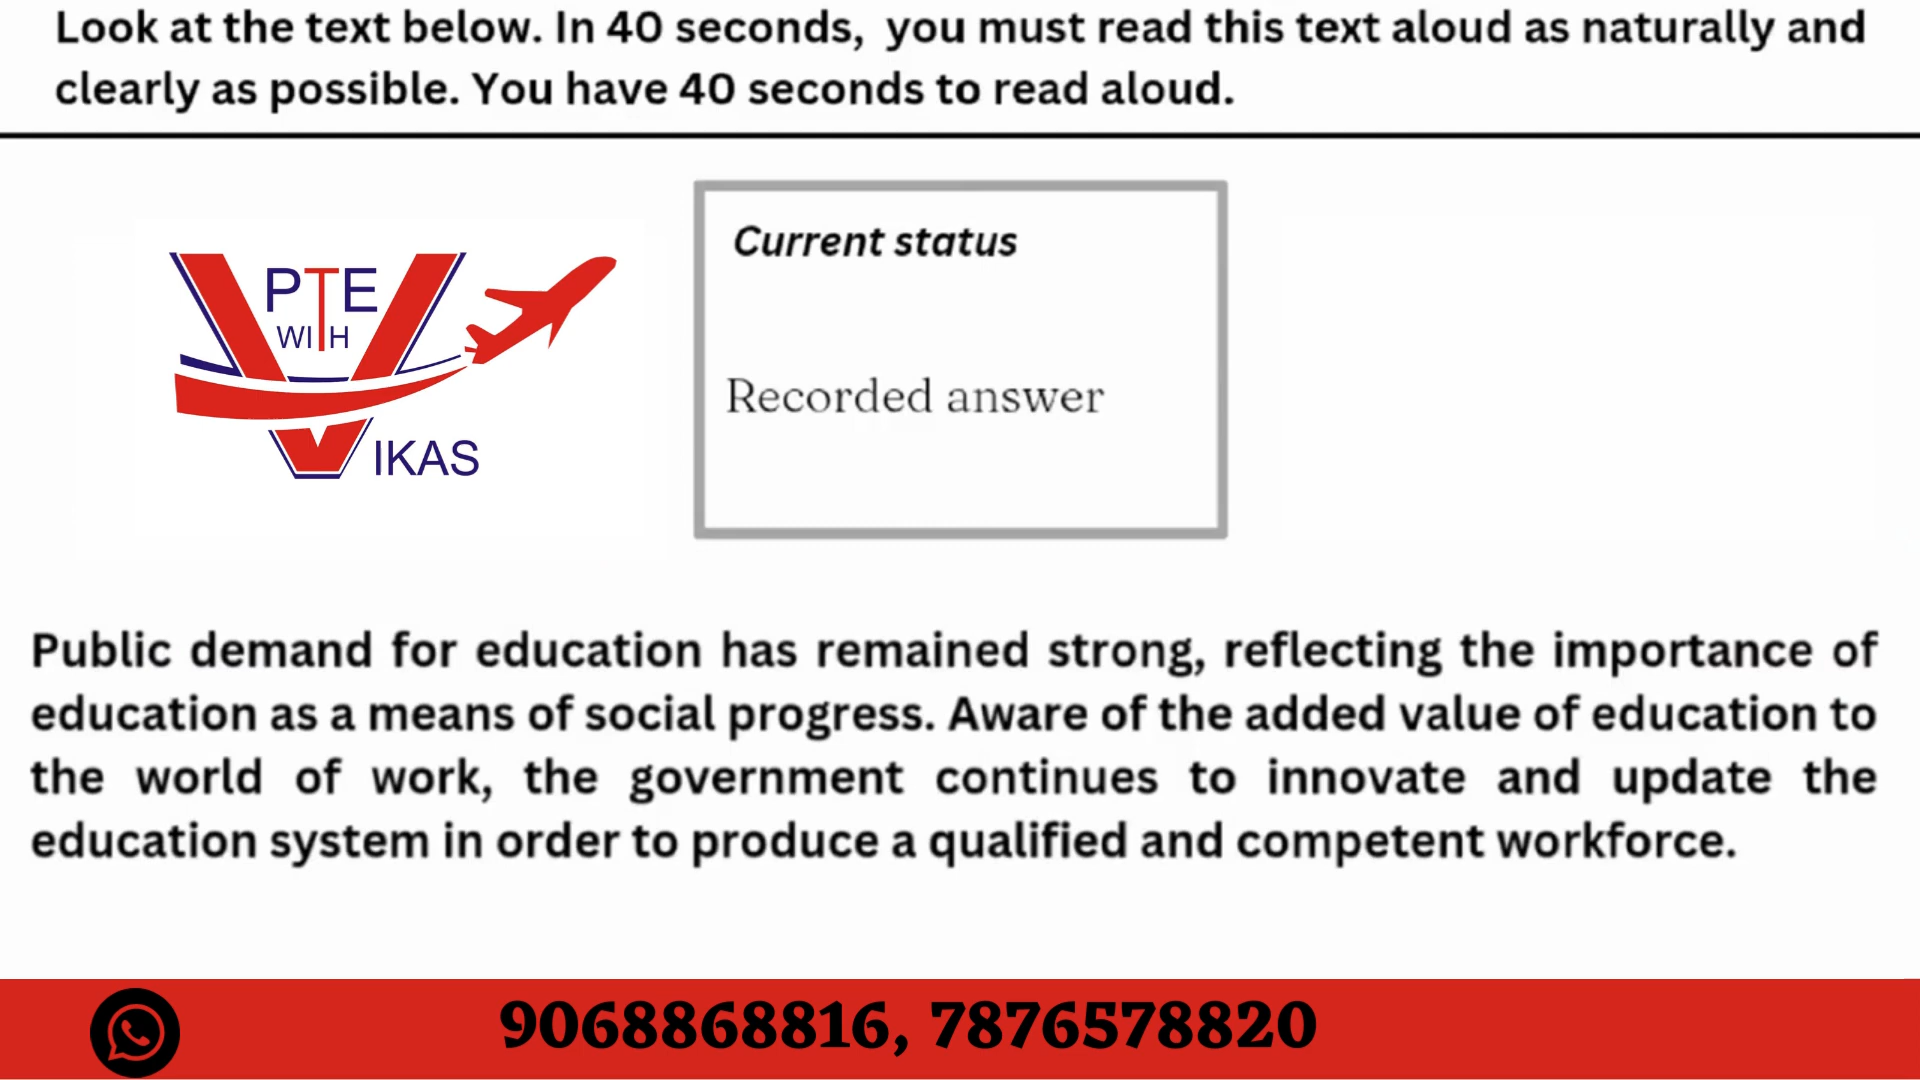 Look at the text below. In 40 seconds, you must read this text aloud as naturally and
clearly as possible. You have 40 seconds to read aloud.
PTE
WITH
VIKAS
Current status
Recorded answer
Public demand for education has remained strong, reflecting the importance of
education as a means of social progress. Aware of the added value of education to
the world of work, the government continues to innovate and update the
education system in order to produce a qualified and competent workforce.
9068868816, 7876578820